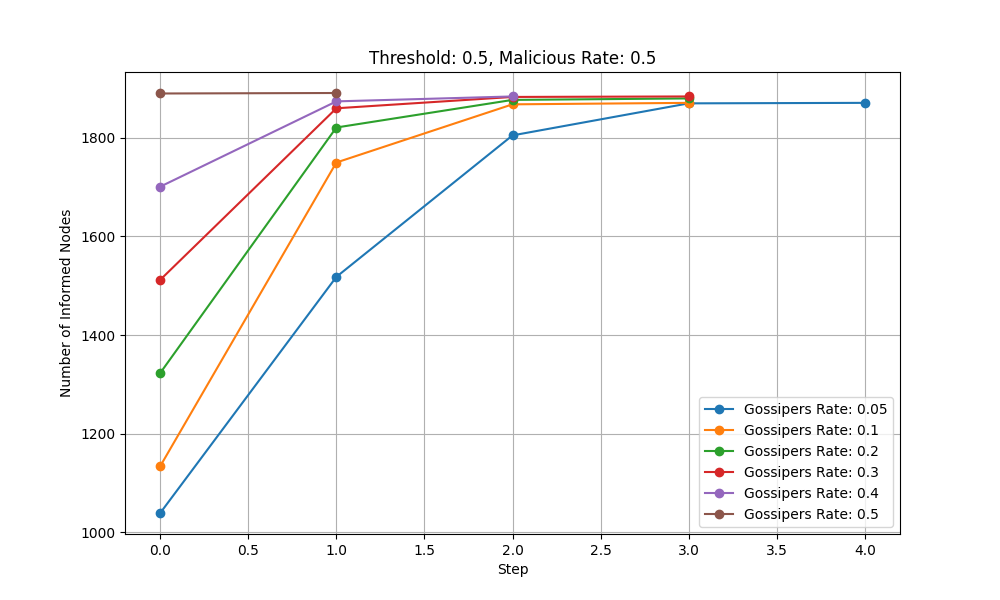 Threshold: 0.5, Malicious Rate: 0.5
Number of Informed Nodes
1800
1600
1400
1200
1000
Gossipers Rate: 0.05
Gossipers Rate: 0.1
Gossipers Rate: 0.2
Gossipers Rate: 0.3
Gossipers Rate: 0.4
Gossipers Rate: 0.5
0.0 0.5 1.0 1.5 2.0 2.5 3.0 3.5 4.0
Step